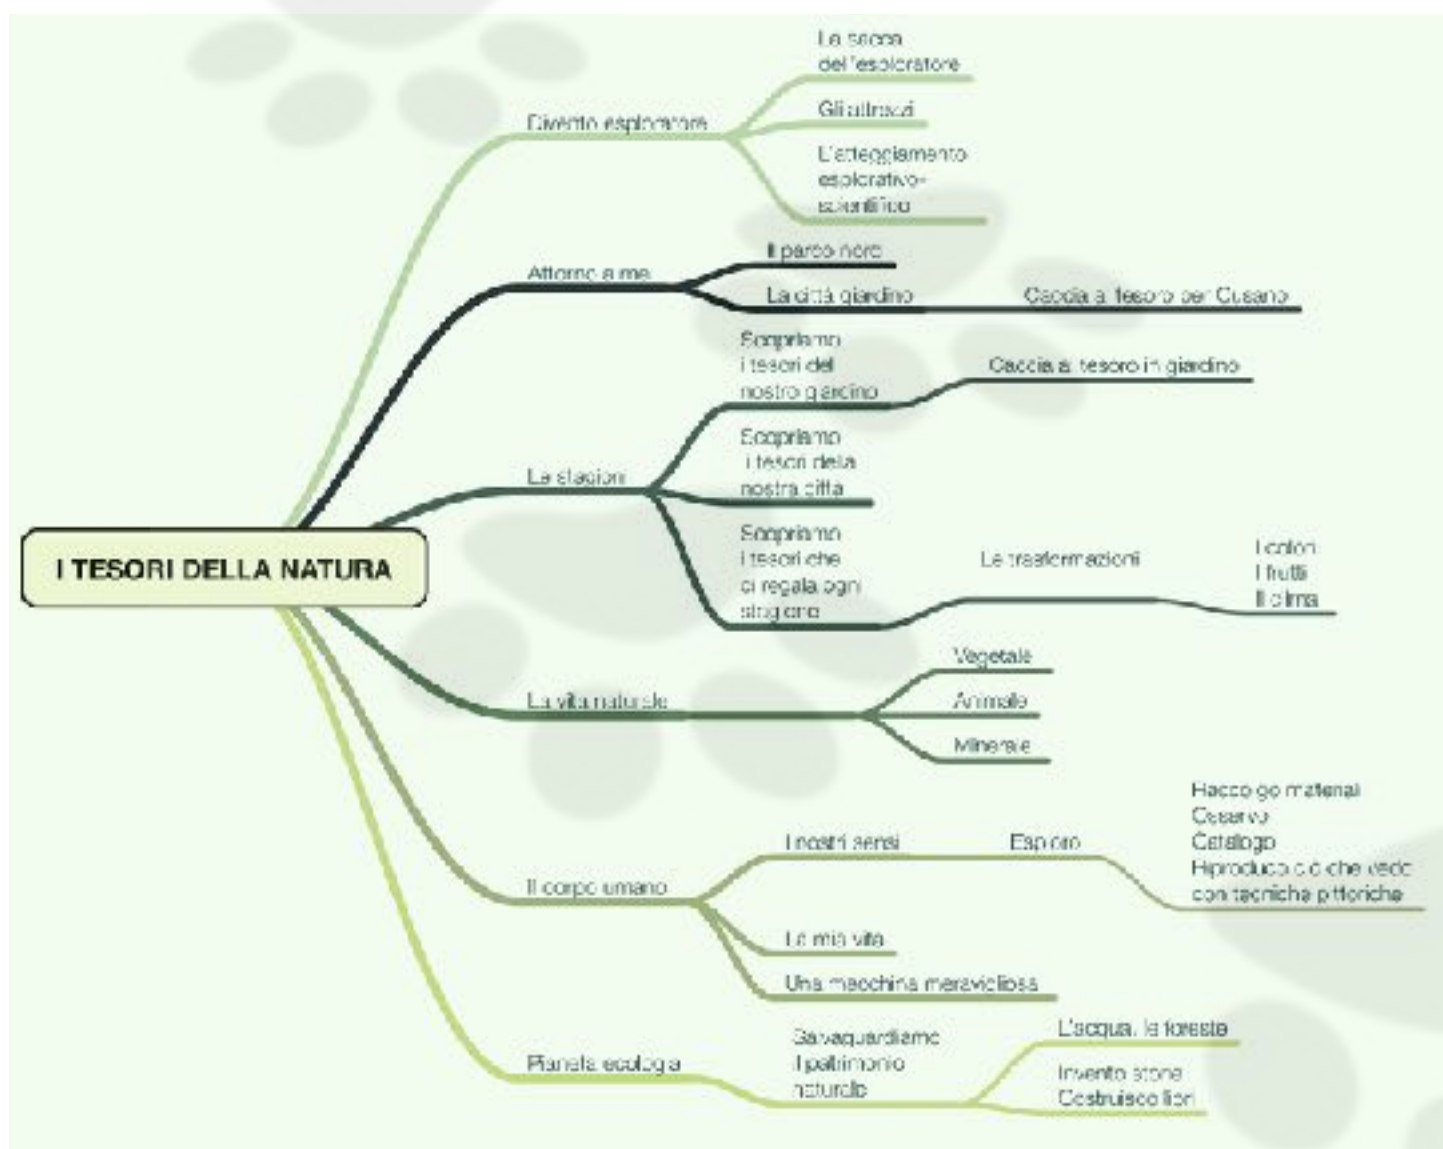 La sacca
dell'esploratore
Divento esploratore
Gli attrezzi
L'atteggiamento
esplorativo-
scientifico
Attorno a me
Il parco nord
La città giardino
Caccia al tesoro per Cusano
Le stagioni
Scopriamo
i tesori del
nostro giardino
Caccia al tesoro in giardino
Scopriamo
i tesori della
nostra città
Scopriamo
i tesori che
ci regala ogni
stagione
Le trasformazioni
I colori
I frutti
Il clima
I TESORI DELLA NATURA
La vita naturale
Vegetale
Animale
Minerale
Il corpo umano
I nostri sensi
Esploro
Raccolgo materiali
Osservo
Catalogo
Riproduco ciò che vedo
con tecniche pittoriche
La mia vita
Una macchina meravigliosa
Pianeta ecologia
Salvaguardiamo
il patrimonio
naturale
L'acqua, le foreste
Invento storie
Costruisco libri